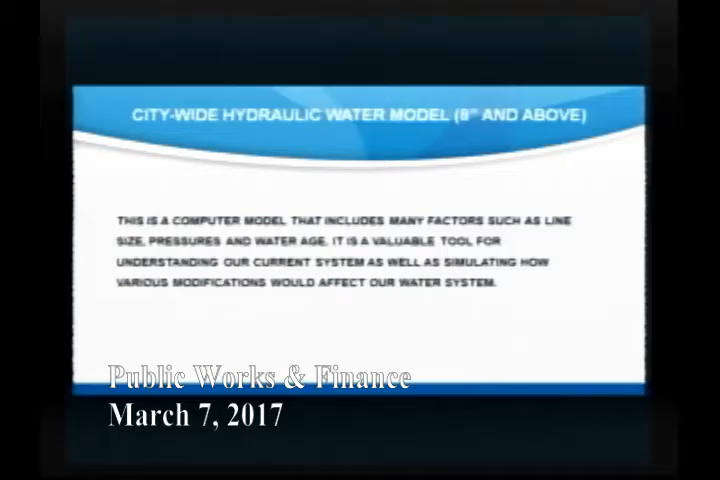 CITY-WIDE HYDRAULIC WATER MODEL (8" AND ABOVE)
THIS IS A COMPUTER MODEL THAT INCLUDES MANY FACTORS SUCH AS LINE
SIZE, PRESSURES AND WATER AGE. IT IS A VALUABLE TOOL FOR
UNDERSTANDING OUR CURRENT SYSTEM AS WELL AS SIMULATING HOW
VARIOUS MODIFICATIONS WOULD AFFECT OUR WATER SYSTEM.
Public Works & Finance
March 7, 2017